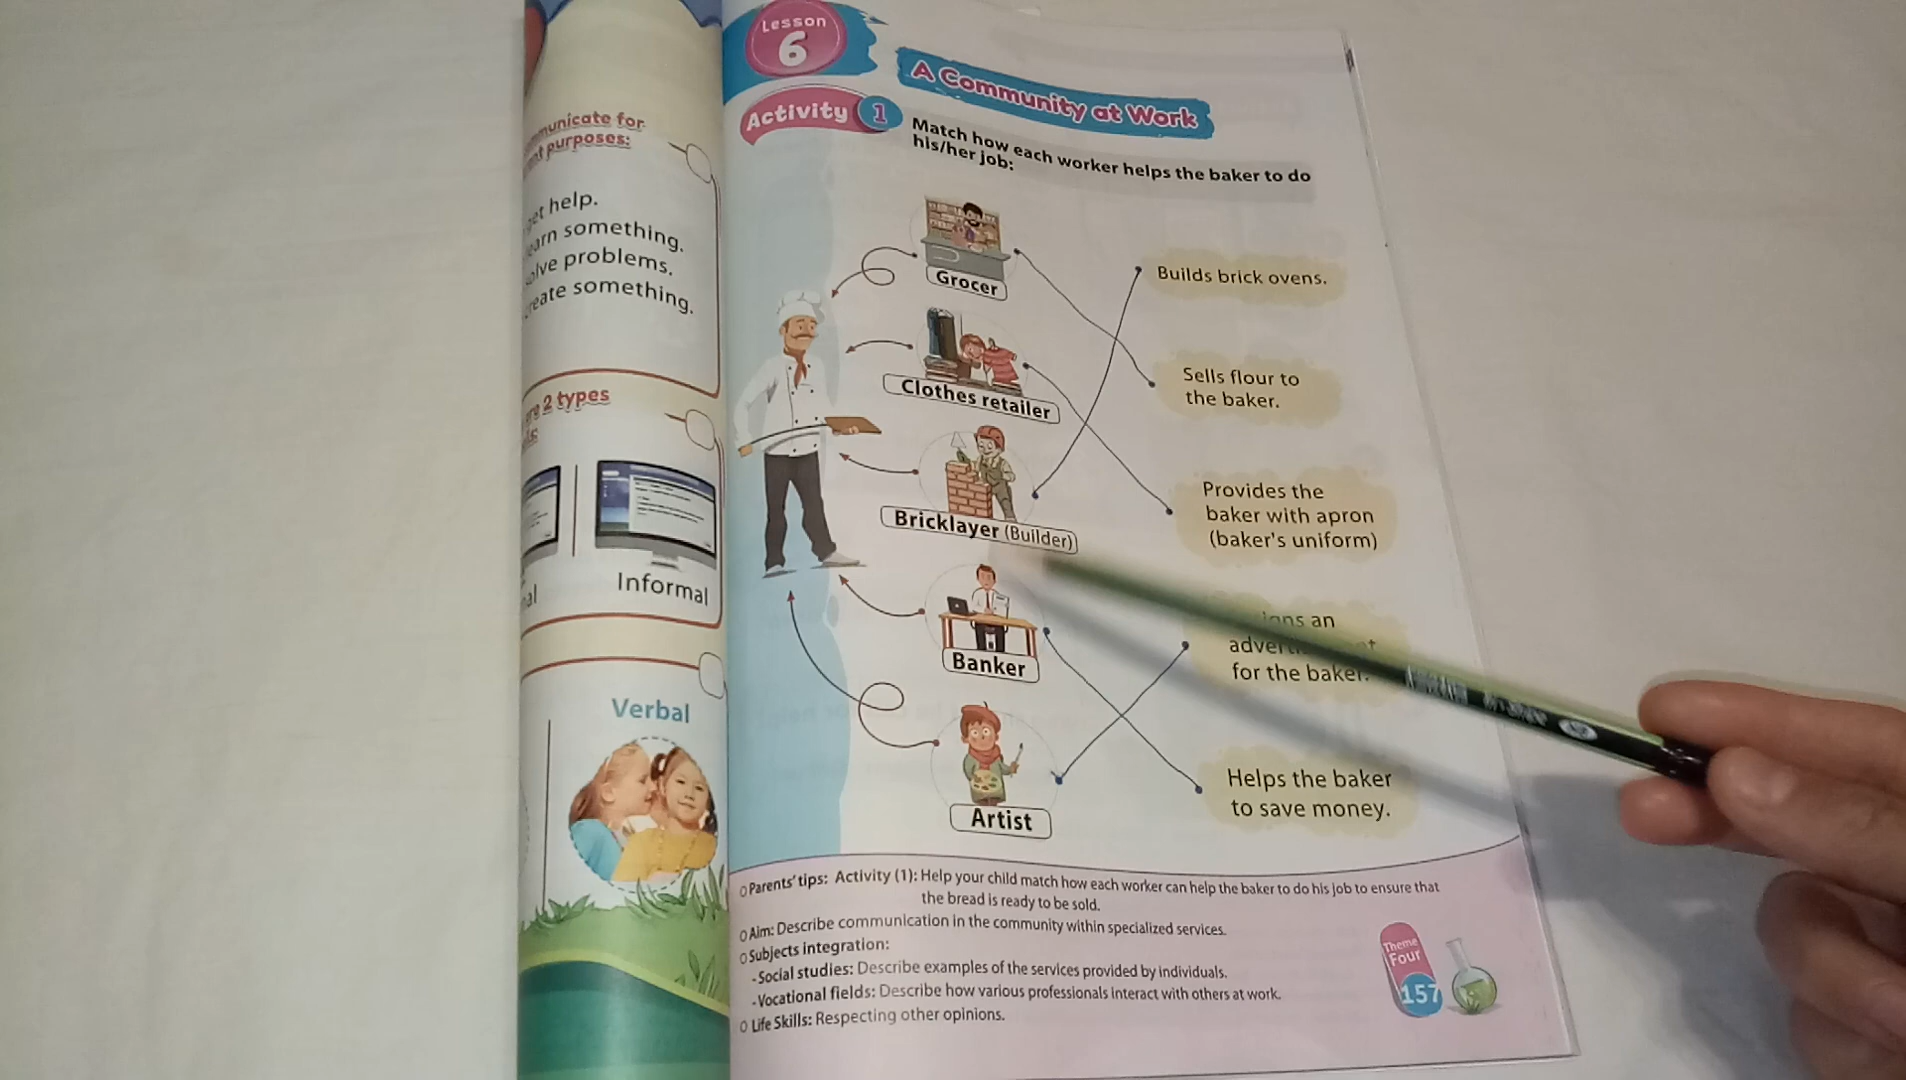 municate for
purposes:
get help.
earn something.
olve problems.
reate something.
are 2 types
Informal
Verbal
Lesson
6
A Community at Work
Activity 1
Match how each worker helps the baker to do
his/her job:
Grocer
Clothes retailer
Bricklayer (Builder)
Banker
Artist
Builds brick ovens.
Sells flour to
the baker.
Provides the
baker with apron
(baker's uniform)
an
for the baker.
Helps the baker
to save money.
Parents' tips: Activity (1): Help your child match how each worker can help the baker to do his job to ensure that
the bread is ready to be sold.
Aim: Describe communication in the community within specialized services.
Subjects integration:
-Social studies: Describe examples of the services provided by individuals.
-Vocational fields: Describe how various professionals interact with others at work.
Life Skills: Respecting other opinions.
Theme
Four
157